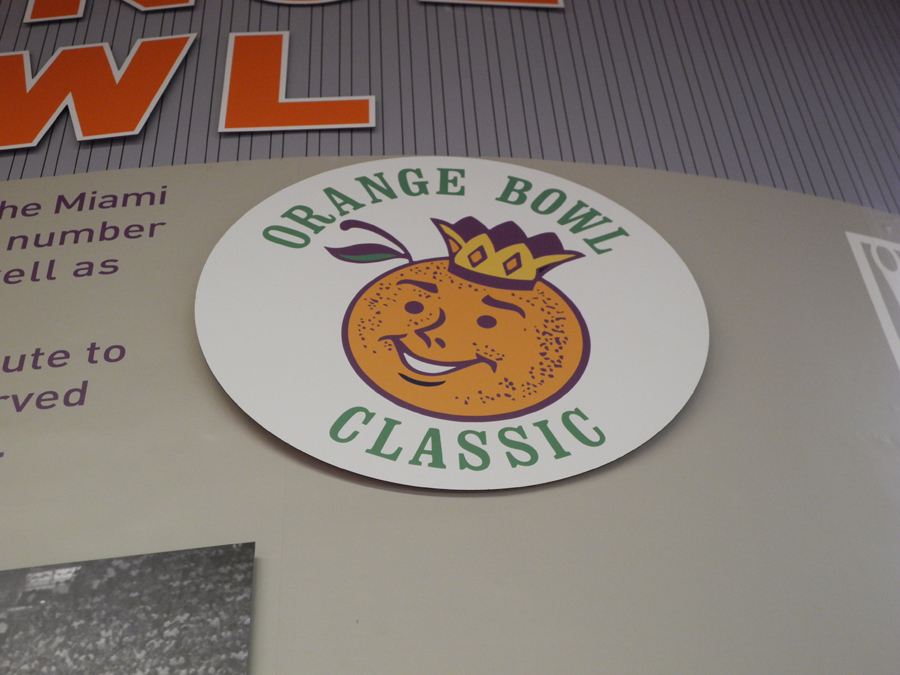 WL
he Miami
number
ell as
ute to
rved
ORANGE BOWL
CLASSIC